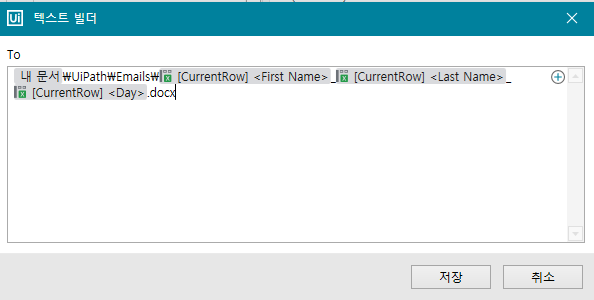 Ui 텍스트 빌더
To
내 문서₩UiPath₩Emails₩ [CurrentRow] <First Name>_ [CurrentRow] <Last Name>_
[CurrentRow] <Day>.docx
저장 취소